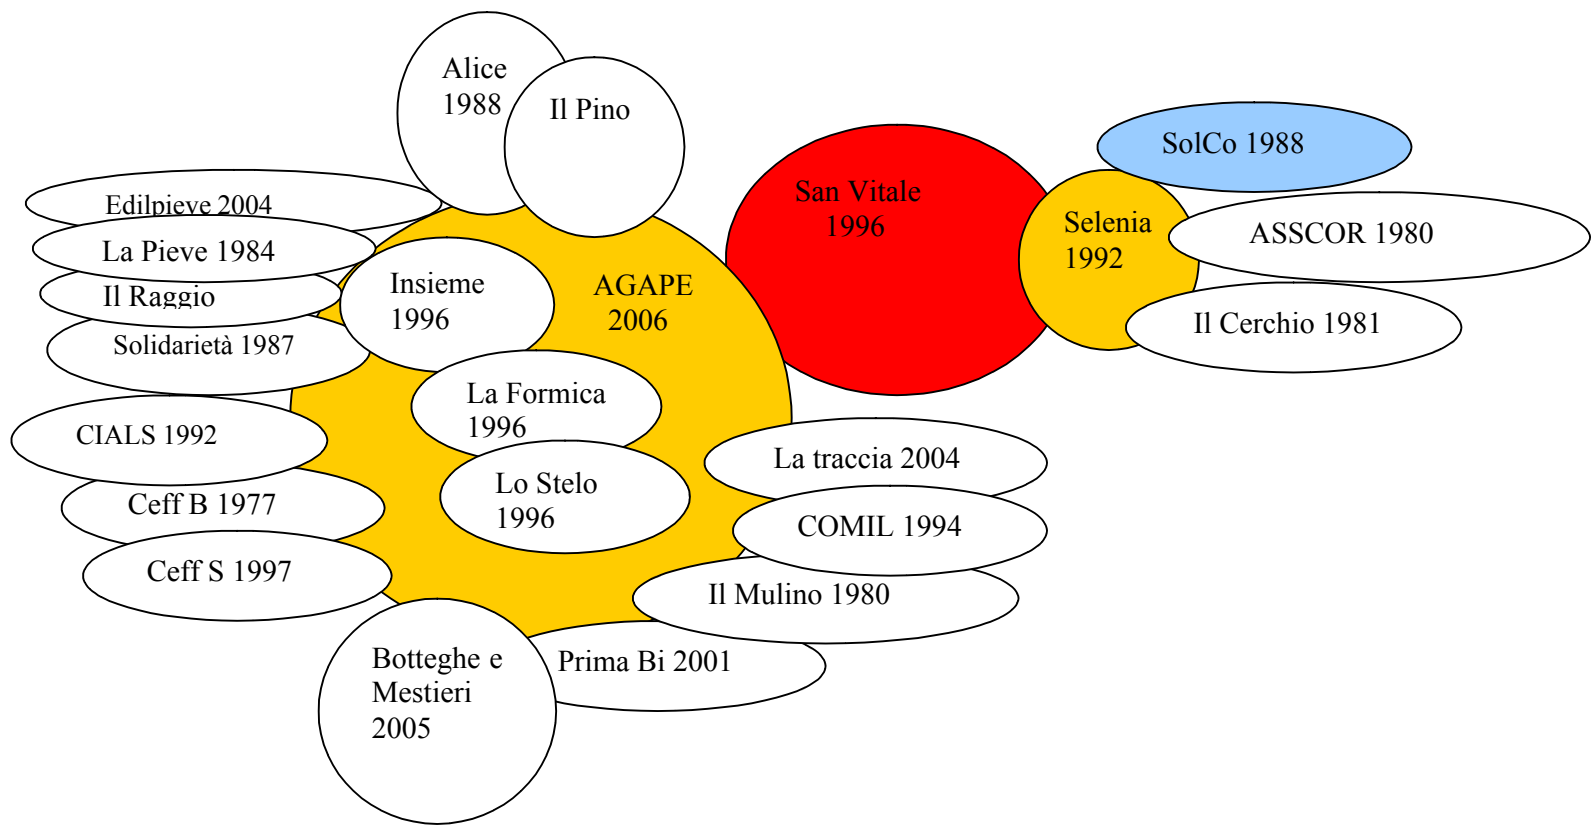 Alice
1988
Il Pino
SolCo 1988
San Vitale
1996
Selenia
1992
ASSCOR 1980
Edilpieve 2004
La Pieve 1984
Il Raggio
Solidarietà 1987
Insieme
1996
AGAPE
2006
Il Cerchio 1981
La Formica
1996
CIALS 1992
La traccia 2004
Lo Stelo
1996
Ceff B 1977
COMIL 1994
Ceff S 1997
Il Mulino 1980
Botteghe e
Mestieri
2005
Prima Bi 2001